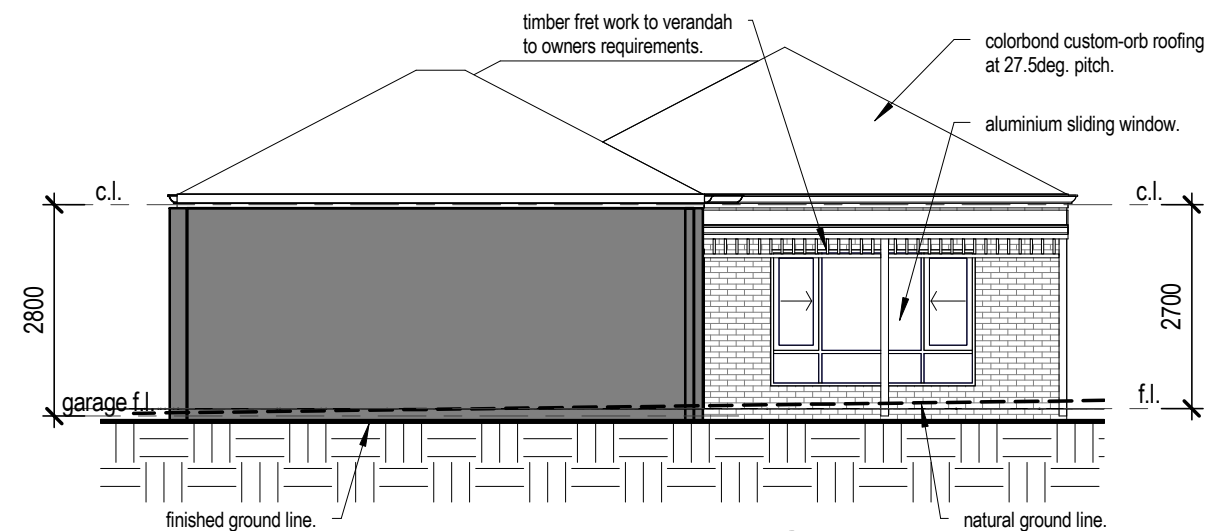 timber fret work to verandah
to owners requirements.
colorbond custom-orb roofing
at 27.5deg. pitch.
aluminium sliding window.
c.l.
c.l.
2800
2700
garage f.l.
f.l.
finished ground line.
natural ground line.